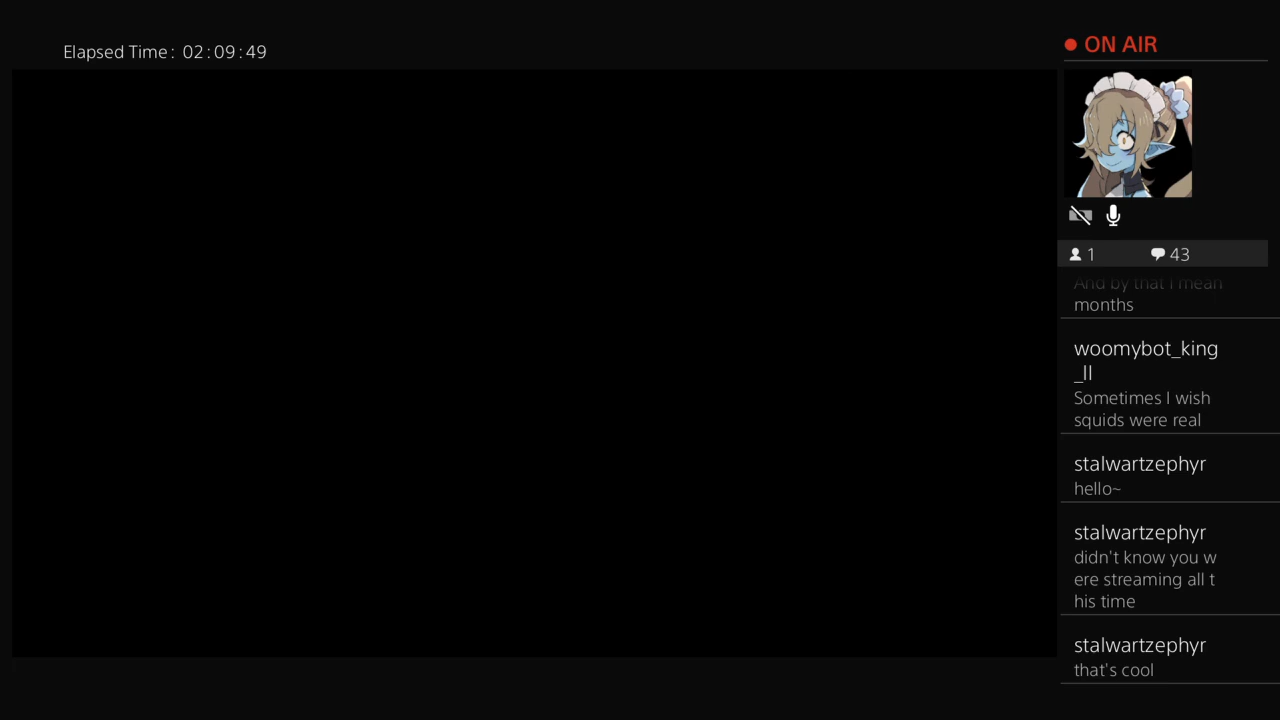 Elapsed Time: 02:09:49
ON AIR
1 43
And by that I mean
months
woomybot_king
_II
Sometimes I wish
squids were real
stalwartzephyr
hello~
stalwartzephyr
didn't know you w
ere streaming all t
his time
stalwartzephyr
that's cool